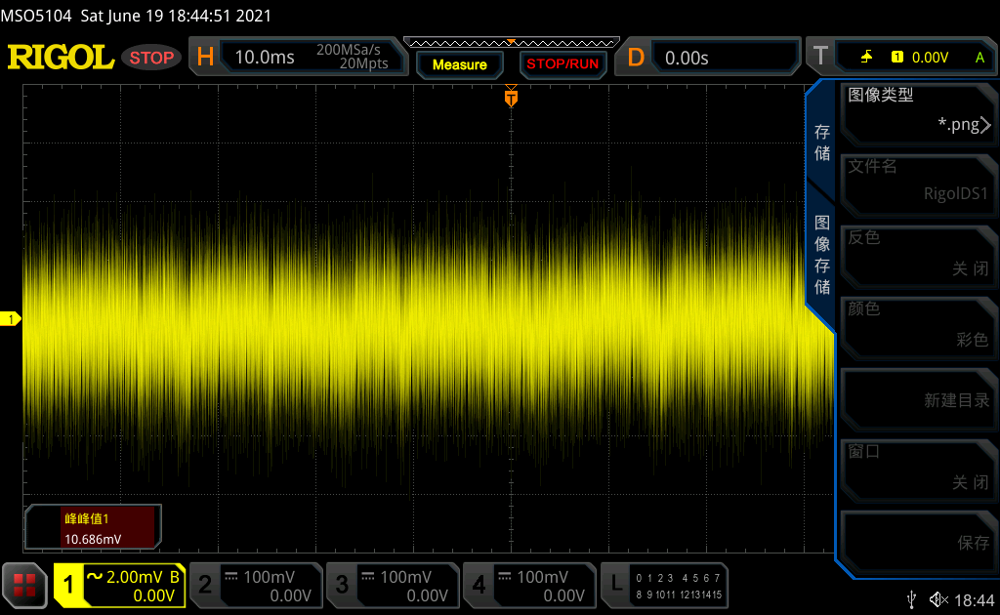 MSO5104 Sat June 19 18:44:51 2021
RIGOL
STOP
H
10.0ms
200MSa/s
20Mpts
Measure
STOP/RUN
D
0.00s
T
1
0.00V
A
T
存储
图像存储
图像类型
*.png
文件名
RigolDS1
反色
关闭
颜色
彩色
新建目录
窗口
关闭
保存
1
峰峰值1
10.686mV
1
2.00mV B
0.00V
2
100mV
0.00V
3
100mV
0.00V
4
100mV
0.00V
L
0 1 2 3 4 5 6 7
8 9 10 11 12 13 14 15
18:44